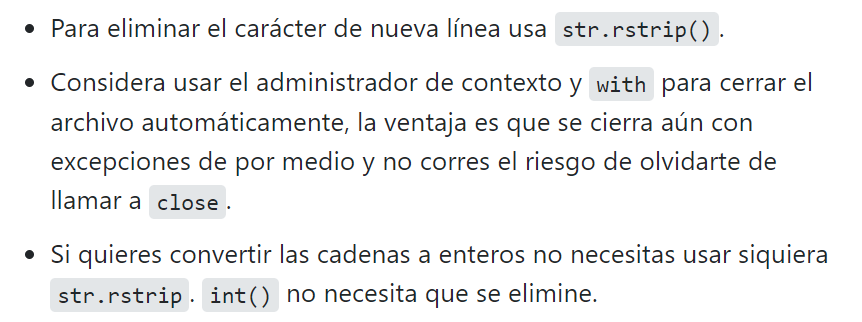 • Para eliminar el carácter de nueva línea usa str.rstrip().
• Considera usar el administrador de contexto y with para cerrar el
archivo automáticamente, la ventaja es que se cierra aún con
excepciones de por medio y no corres el riesgo de olvidarte de
llamar a close.
• Si quieres convertir las cadenas a enteros no necesitas usar siquiera
str.rstrip. int() no necesita que se elimine.